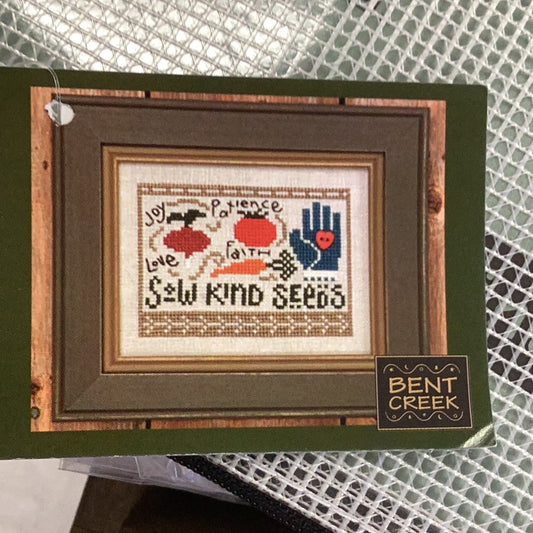 Joy
Patience
Love
Faith
Sow Kind Seeds
BENT
CREEK